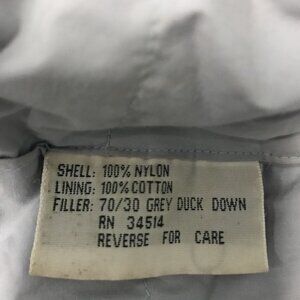 SHELL: 100% NYLON
LINING: 100% COTTON
FILLER: 70/30 GREY DUCK DOWN
RN 34514
REVERSE FOR CARE